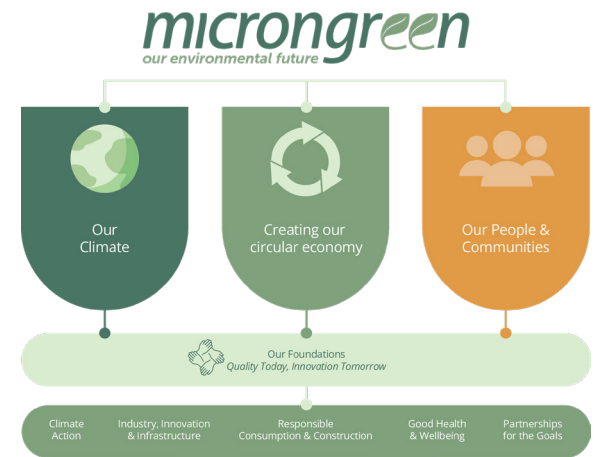 microngreen
our environmental future
Our
Climate
Creating our
circular economy
Our People &
Communities
Our Foundations
Quality Today, Innovation Tomorrow
Climate
Action
Industry, Innovation
& Infrastructure
Responsible
Consumption & Construction
Good Health
& Wellbeing
Partnerships
for the Goals